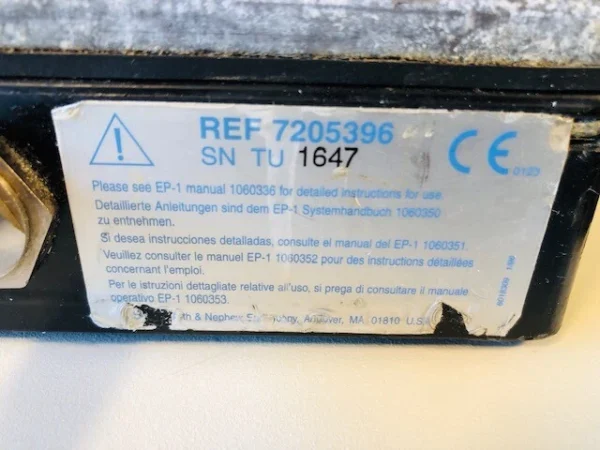 REF 7205396
SN TU 1647
CE 0123
Please see EP-1 manual 1060336 for detailed instructions for use.
Detaillierte Anleitungen sind dem EP-1 Systemhandbuch 1060350
zu entnehmen.
Si desea instrucciones detalladas, consulte el manual del EP-1 1060351.
Veuillez consulter le manuel EP-1 1060352 pour des instructions détaillées
concernant l'emploi.
Per le istruzioni dettagliate relative all'uso, si prega di consultare il manuale
operativo EP-1 1060353.
& Nephew Andover, MA 01810 U.S.A